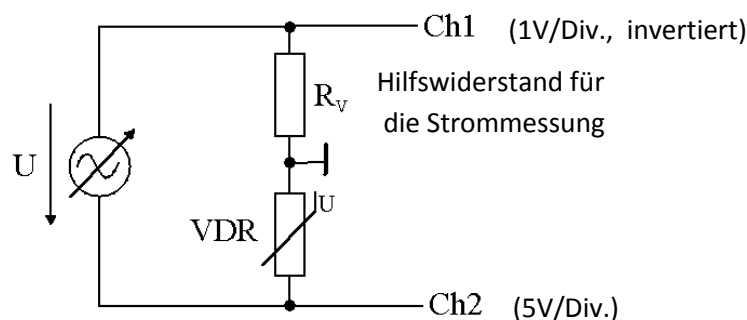 Ch1 (1V/Div., invertiert)
R_V Hilfswiderstand für
die Strommessung
U
U
VDR
Ch2 (5V/Div.)